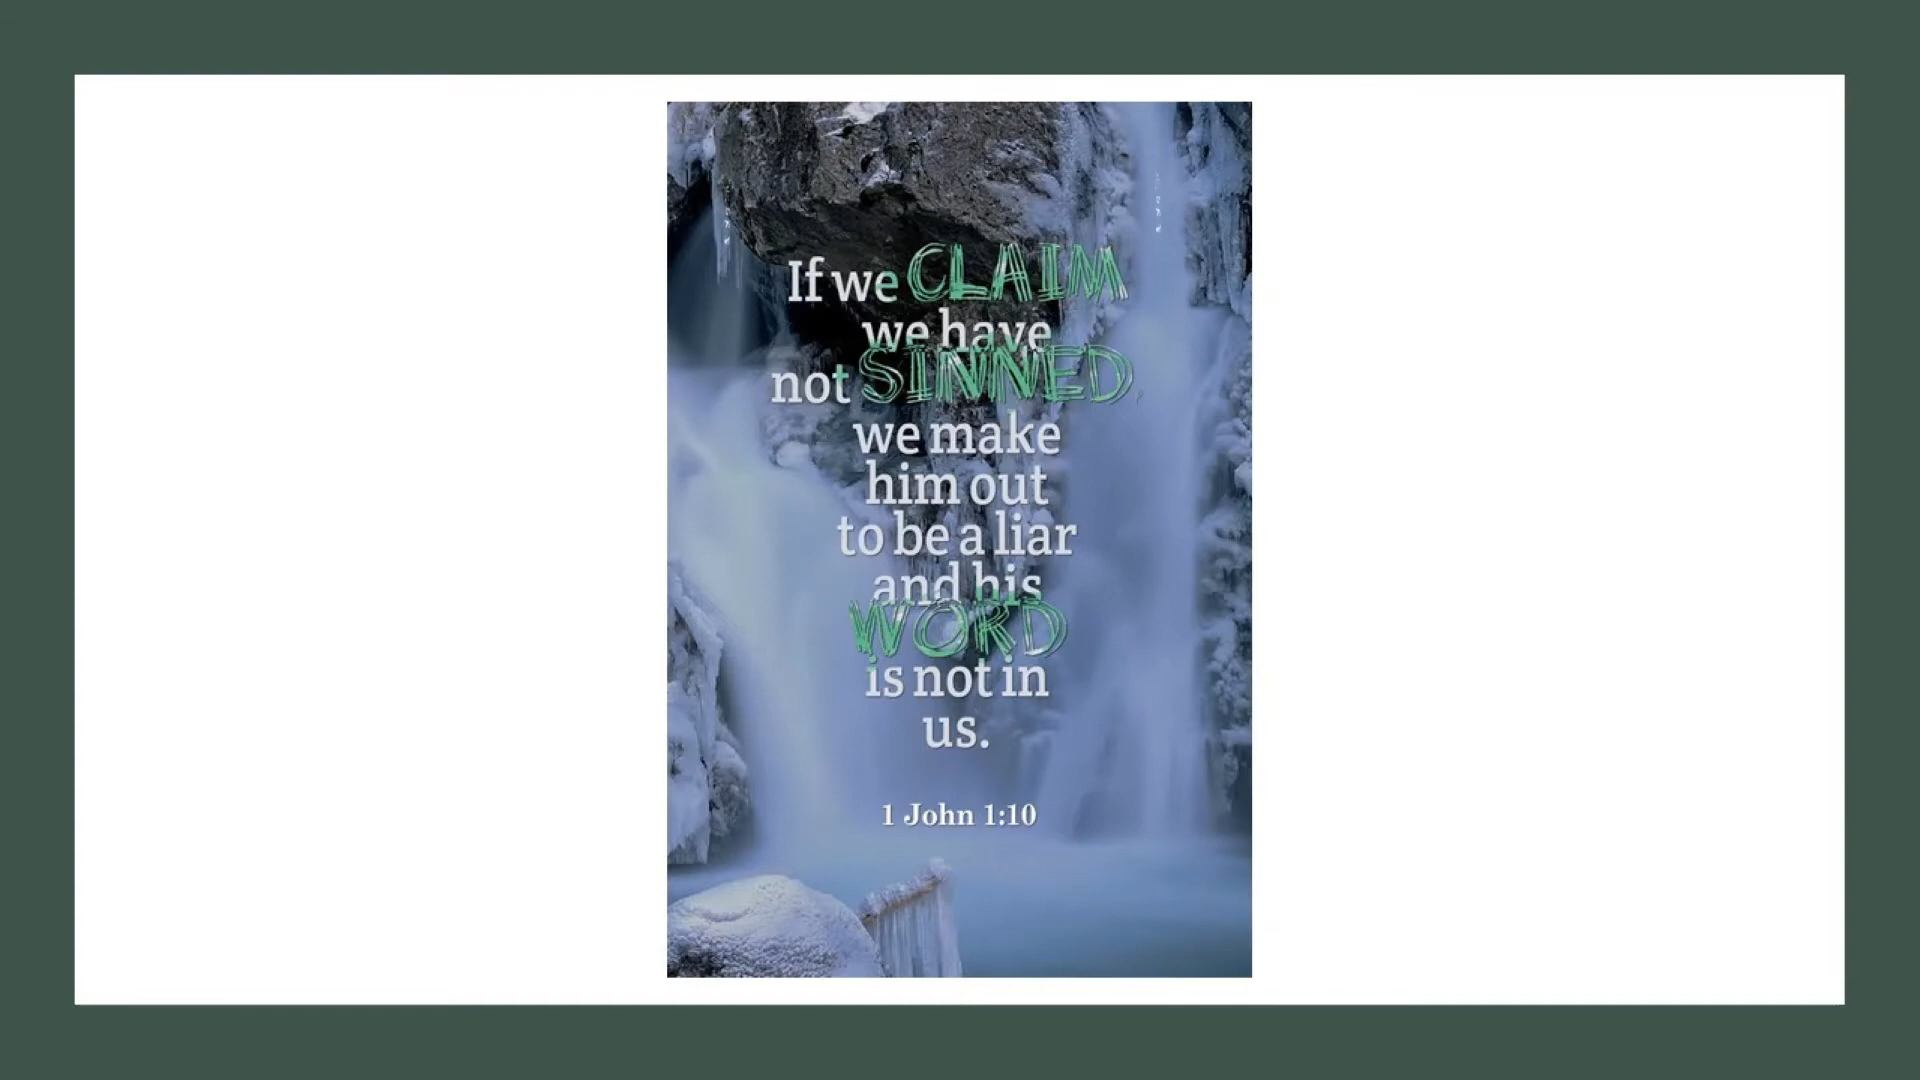 If we CLAIM
we have
not SINNED,
we make
him out
to be a liar
and his
WORD
is not in
us.
1 John 1:10